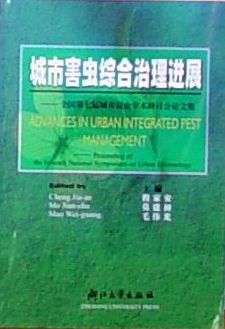 城市害虫综合治理进展
——全国第七届城市昆虫学术研讨会论文集
ADVANCES IN URBAN INTEGRATED PEST
MANAGEMENT
——Proceeding of
the Seventh National Symposium on Urban Entomology
Edited by 主编
Cheng Jia-an 程家安
Mo Jian-chu 莫建初
Mao Wei-guang 毛伟光
浙江大学出版社
ZHEJIANG UNIVERSITY PRESS